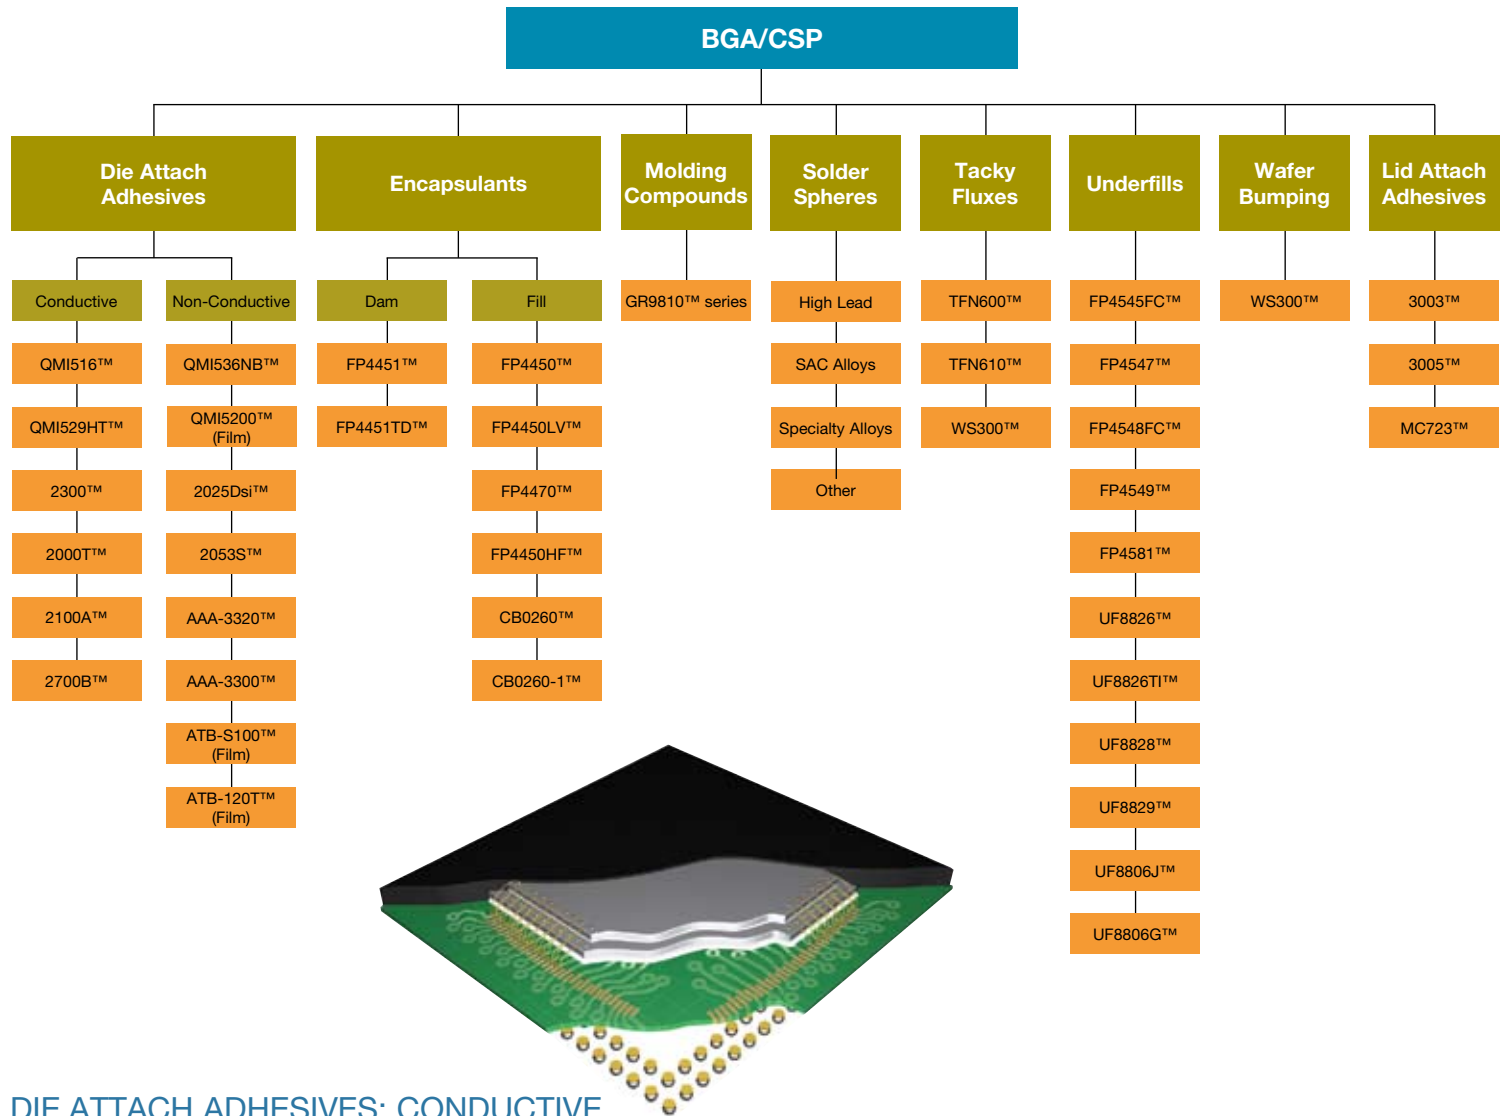 BGA/CSP
Die Attach
Adhesives
Conductive
QMI516™
QMI529HT™
2300™
2000T™
2100A™
2700B™
Non-Conductive
QMI536NB™
QMI5200™
(Film)
2025Dsi™
2053S™
AAA-3320™
AAA-3300™
ATB-S100™
(Film)
ATB-120T™
(Film)
Encapsulants
Dam
FP4451™
FP4451TD™
Fill
FP4450™
FP4450LV™
FP4470™
FP4450HF™
CB0260™
CB0260-1™
Molding
Compounds
GR9810™ series
Solder
Spheres
High Lead
SAC Alloys
Specialty Alloys
Other
Tacky
Fluxes
TFN600™
TFN610™
WS300™
Underfills
FP4545FC™
FP4547™
FP4548FC™
FP4549™
FP4581™
UF8826™
UF8826TI™
UF8828™
UF8829™
UF8806J™
UF8806G™
Wafer
Bumping
WS300™
Lid Attach
Adhesives
3003™
3005™
MC723™
DIE ATTACH ADHESIVES: CONDUCTIVE